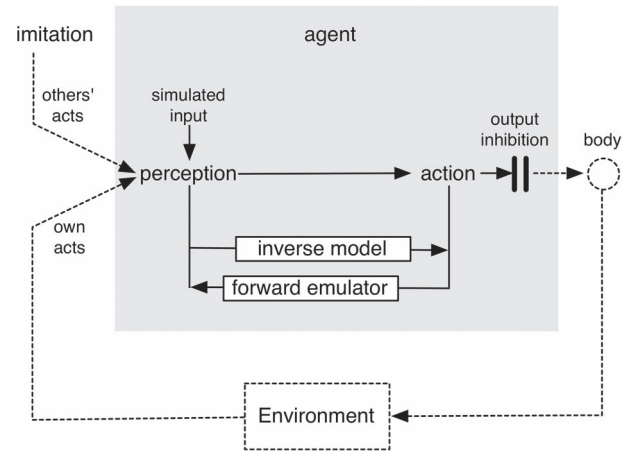 imitation
agent
others'
acts
simulated
input
output
inhibition
body
perception
action
own
acts
inverse model
forward emulator
Environment